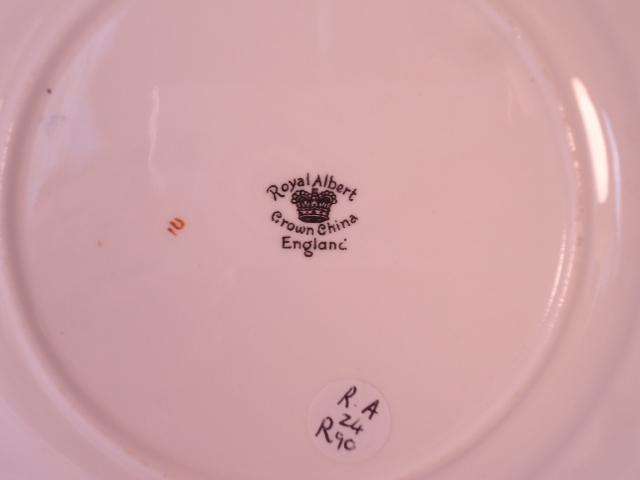 Royal Albert
Crown China
England
R.A
24
R90